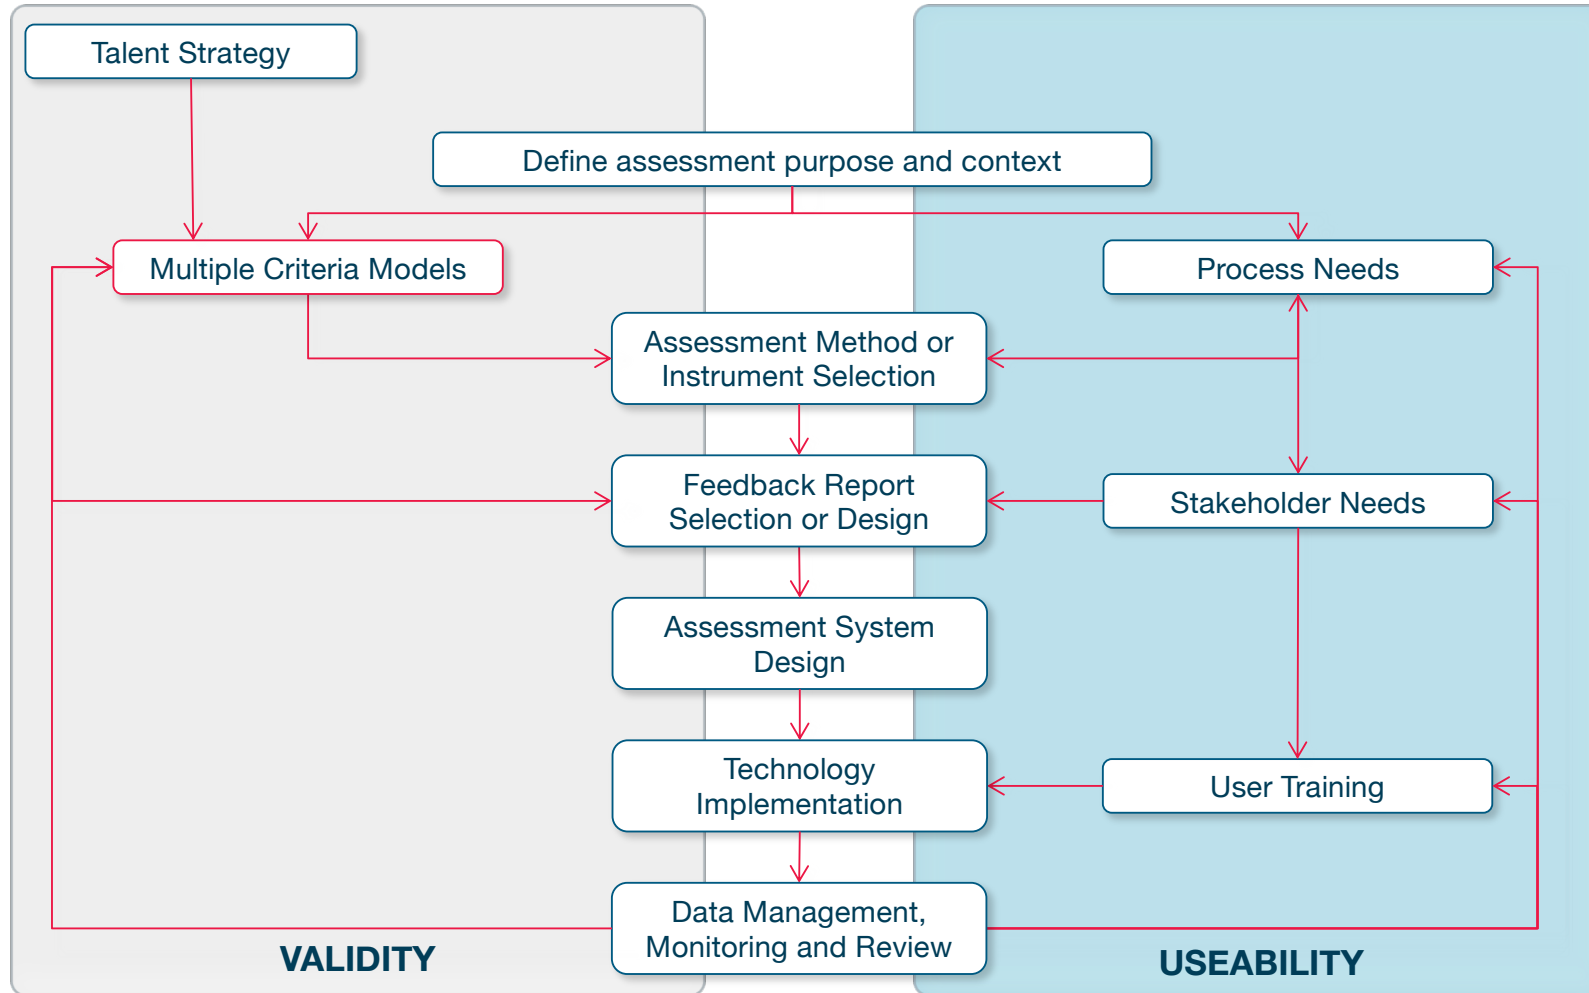 Talent Strategy
Define assessment purpose and context
Multiple Criteria Models
Process Needs
Assessment Method or
Instrument Selection
Feedback Report
Selection or Design
Stakeholder Needs
Assessment System
Design
Technology
Implementation
User Training
Data Management,
Monitoring and Review
VALIDITY
USEABILITY